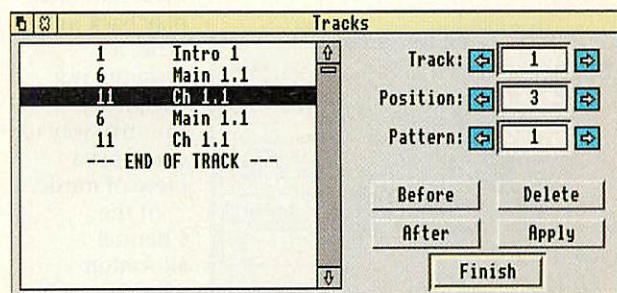 Tracks
1 Intro 1
6 Main 1.1
11 Ch 1.1
6 Main 1.1
11 Ch 1.1
--- END OF TRACK ---
Track: 1
Position: 3
Pattern: 1
Before Delete
After Apply
Finish